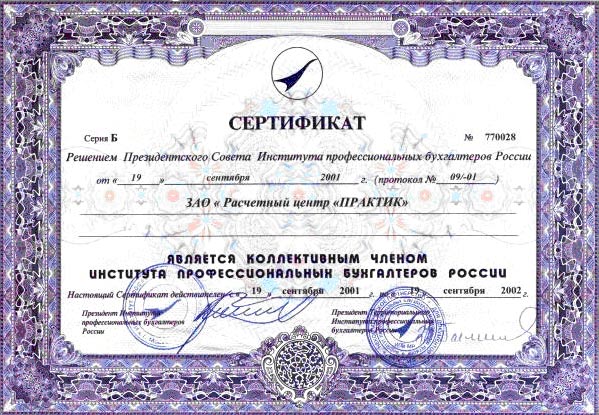 СЕРТИФИКАТ
Серия Б № 770028
Решением Президентского Совета Института профессиональных бухгалтеров России
от « 19 » сентября 2001 г. (протокол № 09/-01 )
ЗАО « Расчетный центр «ПРАКТИК»
ЯВЛЯЕТСЯ КОЛЛЕКТИВНЫМ ЧЛЕНОМ
ИНСТИТУТА ПРОФЕССИОНАЛЬНЫХ БУХГАЛТЕРОВ РОССИИ
Настоящий Сертификат действителен с « 19 » сентября 2001 г. по « 19 » сентября 2002 г.
Президент Института
профессиональных бухгалтеров
России
Президент Территориального
Института профессиональных
бухгалтеров России